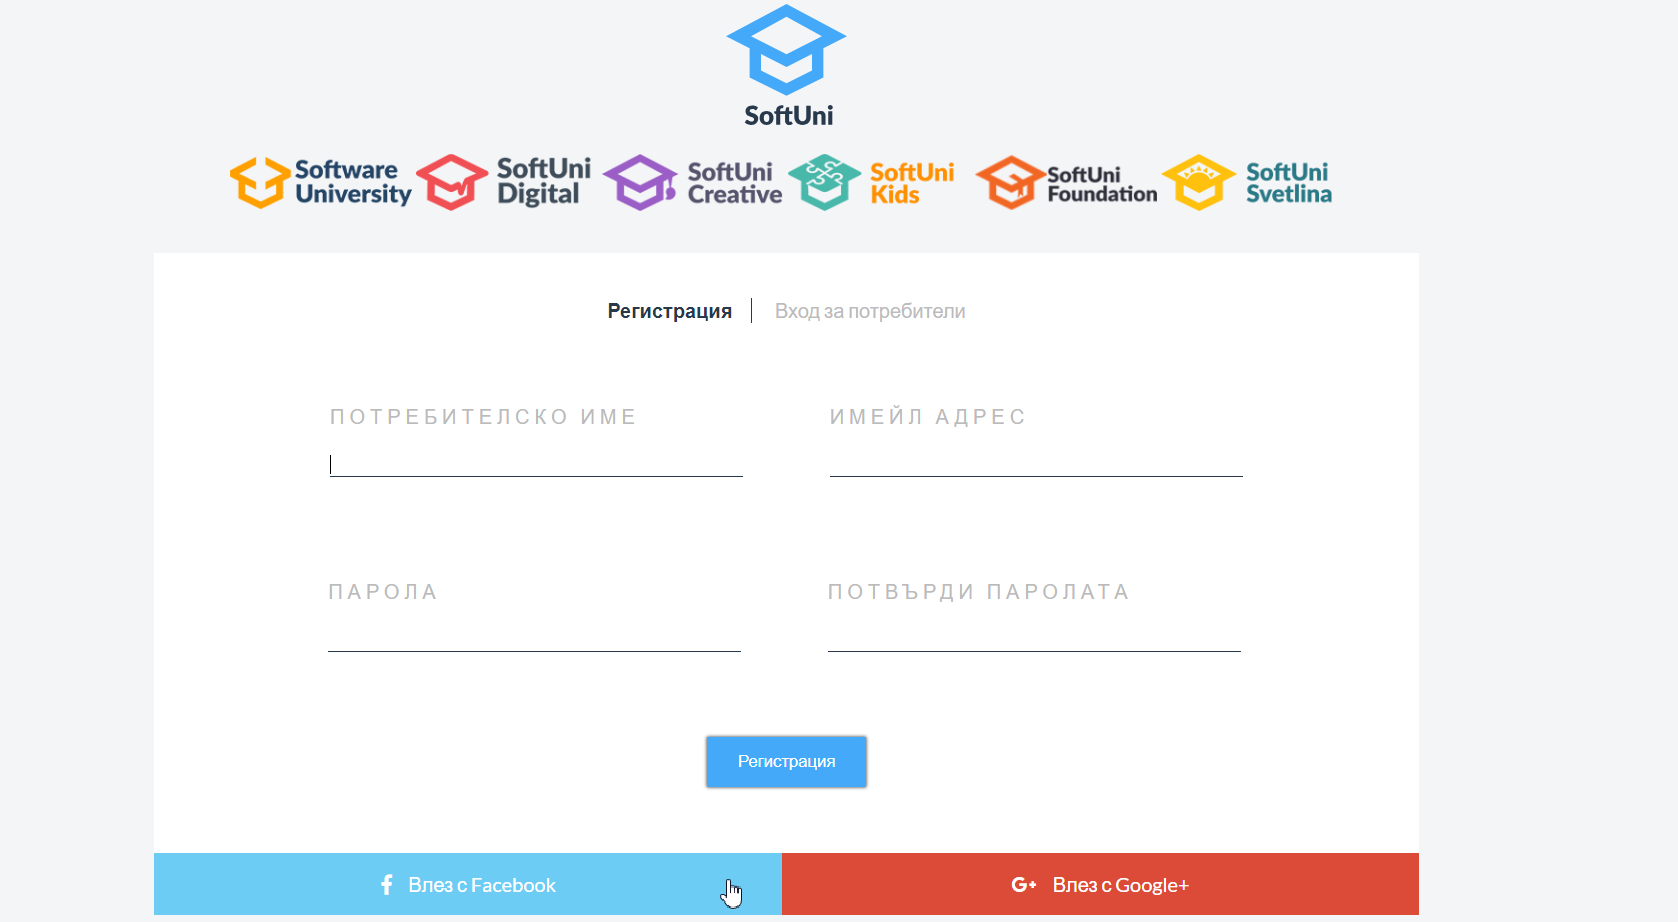 SoftUni
Software University
SoftUni Digital
SoftUni Creative
SoftUni Kids
SoftUni Foundation
SoftUni Svetlina
Регистрация | Вход за потребители
ПОТРЕБИТЕЛСКО ИМЕ
ИМЕЙЛ АДРЕС
ПАРОЛА
ПОТВЪРДИ ПАРОЛАТА
Регистрация
Влез с Facebook
G+ Влез с Google+